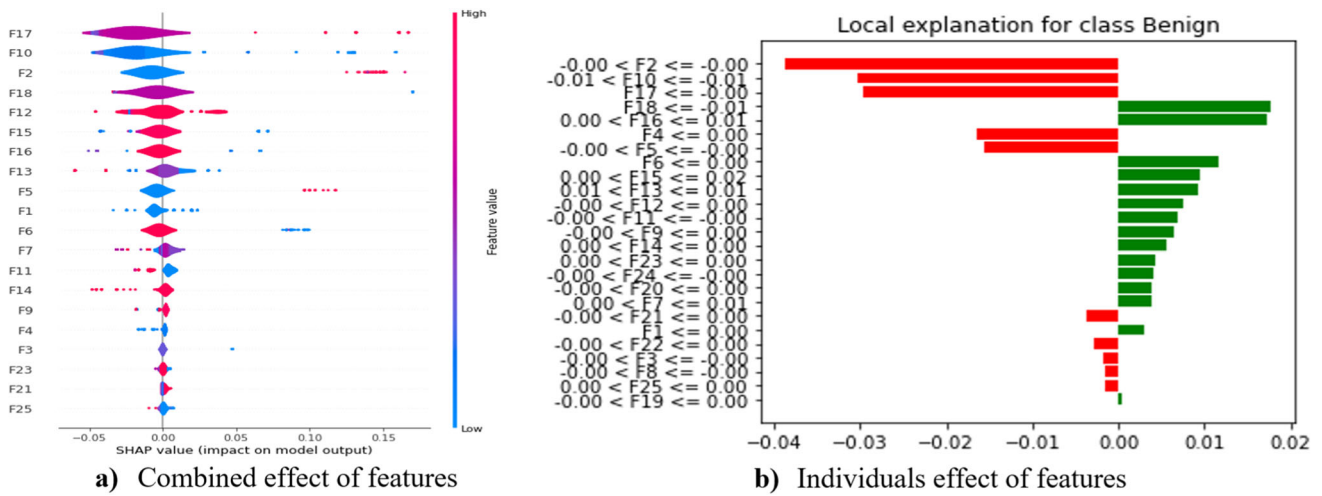 High
F17
F10
F2
F18
F12
F15
F16
F13
F5
F1
F6
F7
F11
F14
F9
F4
F3
F23
F21
F25
Low
Feature value
−0.05 0.00 0.05 0.10 0.15
SHAP value (impact on model output)
a) Combined effect of features
Local explanation for class Benign
-0.00 < F2 <= -0.00
-0.01 < F10 <= -0.01
F17 <= -0.00
F18 <= -0.01
0.00 < F16 <= 0.01
F4 <= 0.00
-0.00 < F5 <= -0.00
F6 <= 0.00
0.00 < F15 <= 0.02
0.01 < F13 <= 0.01
-0.00 < F12 <= 0.00
-0.00 < F11 <= -0.00
-0.00 < F9 <= 0.00
0.00 < F14 <= 0.00
0.00 < F23 <= 0.00
-0.00 < F24 <= -0.00
-0.00 < F20 <= 0.00
0.00 < F7 <= 0.01
-0.00 < F21 <= 0.00
F1 <= 0.00
-0.00 < F22 <= 0.00
-0.00 < F3 <= -0.00
-0.00 < F8 <= -0.00
0.00 < F25 <= 0.00
-0.00 < F19 <= 0.00
−0.04 −0.03 −0.02 −0.01 0.00 0.01 0.02
b) Individuals effect of features